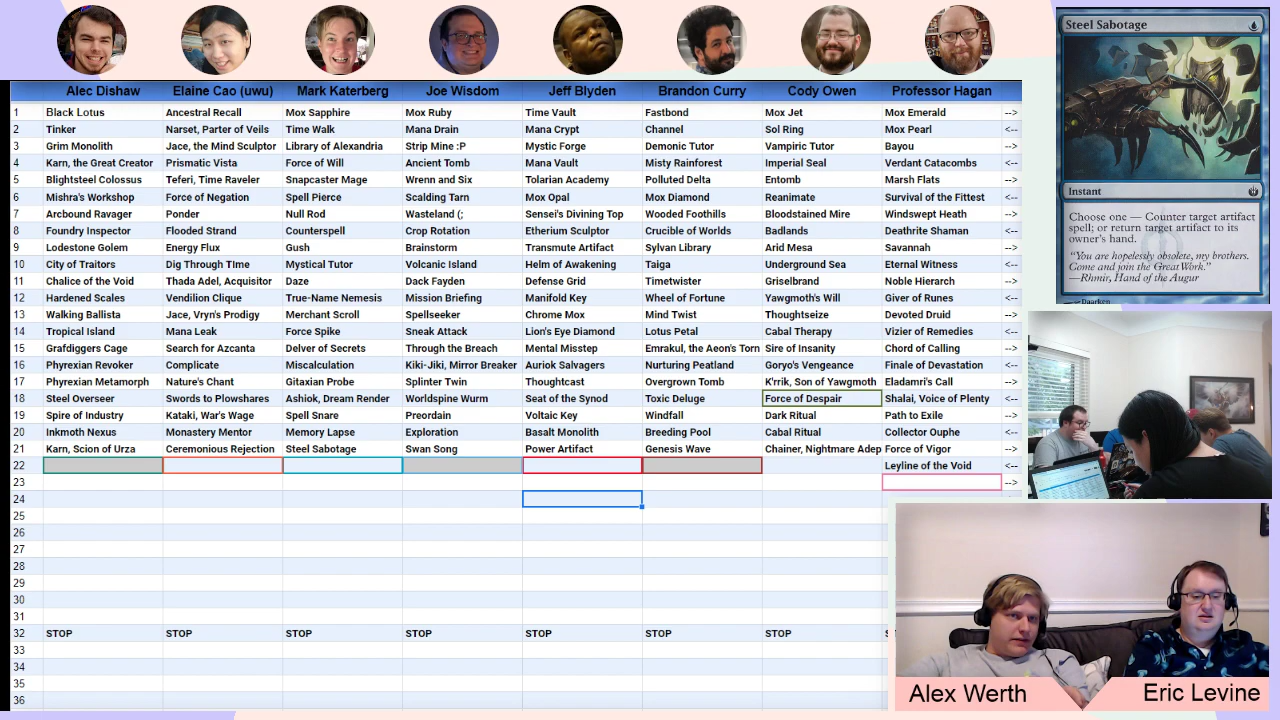 Alec Dishaw Elaine Cao (uwu) Mark Katerberg Joe Wisdom Jeff Blyden Brandon Curry Cody Owen Professor Hagan
1 Black Lotus Ancestral Recall Mox Sapphire Mox Ruby Time Vault Fastbond Mox Jet Mox Emerald -->
2 Tinker Narset, Parter of Veils Time Walk Mana Drain Mana Crypt Channel Sol Ring Mox Pearl <--
3 Grim Monolith Jace, the Mind Sculptor Library of Alexandria Strip Mine :P Mystic Forge Demonic Tutor Vampiric Tutor Bayou -->
4 Karn, the Great Creator Prismatic Vista Force of Will Ancient Tomb Mana Vault Misty Rainforest Imperial Seal Verdant Catacombs <--
5 Blightsteel Colossus Teferi, Time Raveler Snapcaster Mage Wrenn and Six Tolarian Academy Polluted Delta Entomb Marsh Flats -->
6 Mishra's Workshop Force of Negation Spell Pierce Scalding Tarn Mox Opal Mox Diamond Reanimate Survival of the Fittest <--
7 Arcbound Ravager Ponder Null Rod Wasteland (; Sensei's Divining Top Wooded Foothills Bloodstained Mire Windswept Heath -->
8 Foundry Inspector Flooded Strand Counterspell Crop Rotation Etherium Sculptor Crucible of Worlds Badlands Deathrite Shaman <--
9 Lodestone Golem Energy Flux Gush Brainstorm Transmute Artifact Sylvan Library Arid Mesa Savannah -->
10 City of Traitors Dig Through TIme Mystical Tutor Volcanic Island Helm of Awakening Taiga Underground Sea Eternal Witness <--
11 Chalice of the Void Thada Adel, Acquisitor Daze Dack Fayden Defense Grid Timetwister Griselbrand Noble Hierarch -->
12 Hardened Scales Vendilion Clique True-Name Nemesis Mission Briefing Manifold Key Wheel of Fortune Yawgmoth's Will Giver of Runes <--
13 Walking Ballista Jace, Vryn's Prodigy Merchant Scroll Spellseeker Chrome Mox Mind Twist Thoughtseize Devoted Druid -->
14 Tropical Island Mana Leak Force Spike Sneak Attack Lion's Eye Diamond Lotus Petal Cabal Therapy Vizier of Remedies <--
15 Grafdiggers Cage Search for Azcanta Delver of Secrets Through the Breach Mental Misstep Emrakul, the Aeon's Torn Sire of Insanity Chord of Calling -->
16 Phyrexian Revoker Complicate Miscalculation Kiki-Jiki, Mirror Breaker Auriok Salvagers Nurturing Peatland Goryo's Vengeance Finale of Devastation <--
17 Phyrexian Metamorph Nature's Chant Gitaxian Probe Splinter Twin Thoughtcast Overgrown Tomb K'rrik, Son of Yawgmoth Eladamri's Call -->
18 Steel Overseer Swords to Plowshares Ashiok, Dream Render Worldspine Wurm Seat of the Synod Toxic Deluge Force of Despair Shalai, Voice of Plenty <--
19 Spire of Industry Kataki, War's Wage Spell Snare Preordain Voltaic Key Windfall Dark Ritual Path to Exile -->
20 Inkmoth Nexus Monastery Mentor Memory Lapse Exploration Basalt Monolith Breeding Pool Cabal Ritual Collector Ouphe <--
21 Karn, Scion of Urza Ceremonious Rejection Steel Sabotage Swan Song Power Artifact Genesis Wave Chainer, Nightmare Adep Force of Vigor -->
22 Leyline of the Void <--
23 -->
24
25
26
27
28
29
30
31
32 STOP STOP STOP STOP STOP STOP STOP
33
34
35
36
Steel Sabotage
Instant
Choose one — Counter target artifact
spell; or return target artifact to its
owner's hand.
"You are hopelessly obsolete, my brothers.
Come and join the Great Work."
—Rhmir, Hand of the Augur
Daarken
Alex Werth
Eric Levine